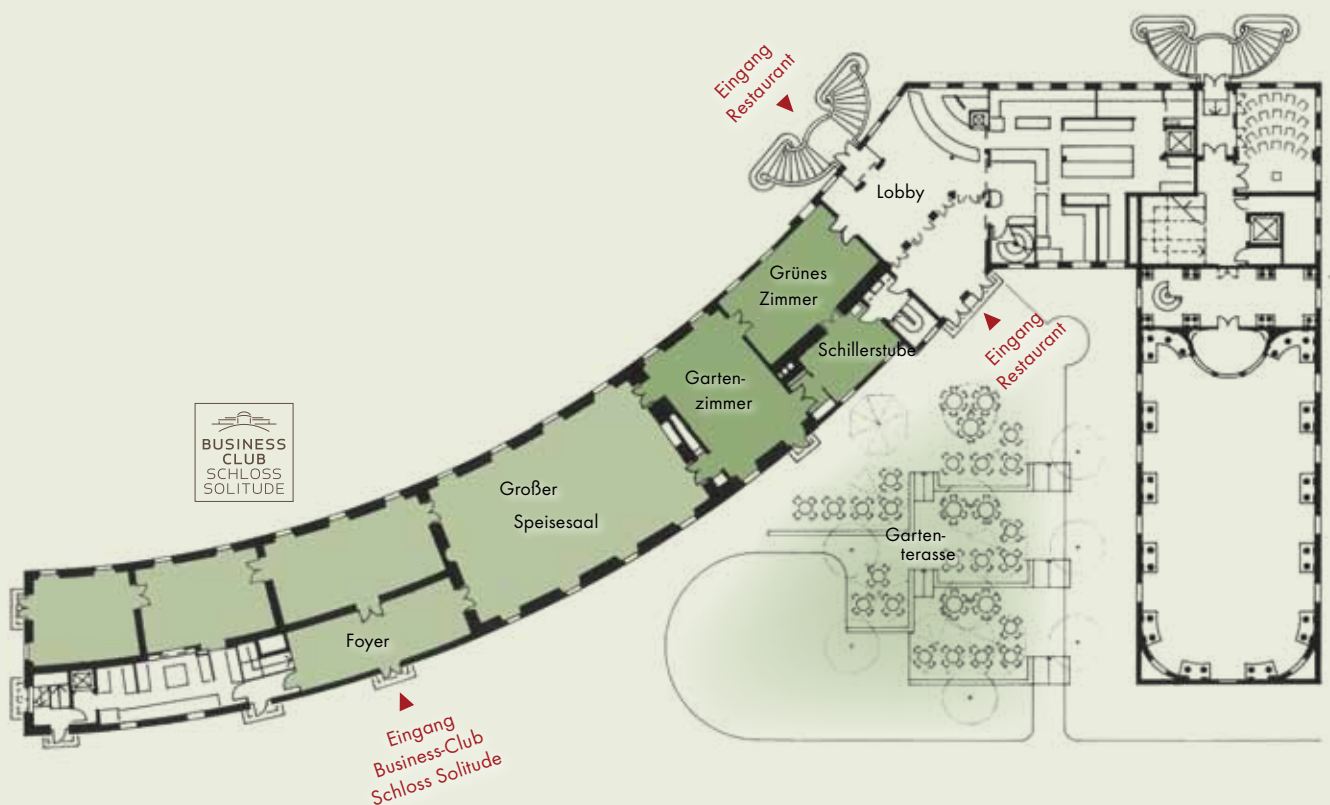 Eingang
Restaurant
Lobby
Grünes
Zimmer
Schillerstube
Eingang
Restaurant
Garten-
zimmer
BUSINESS
CLUB
SCHLOSS
SOLITUDE
Großer
Speisesaal
Garten-
terasse
Foyer
Eingang
Business-Club
Schloss Solitude